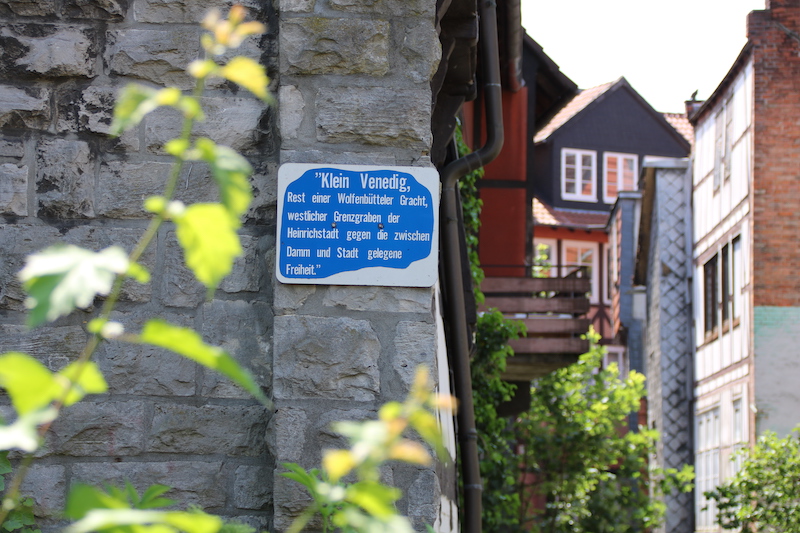 "Klein Venedig,
Rest einer Wolfenbütteler Gracht,
westlicher Grenzgraben der
Heinrichstadt gegen die zwischen
Damm und Stadt gelegene
Freiheit."